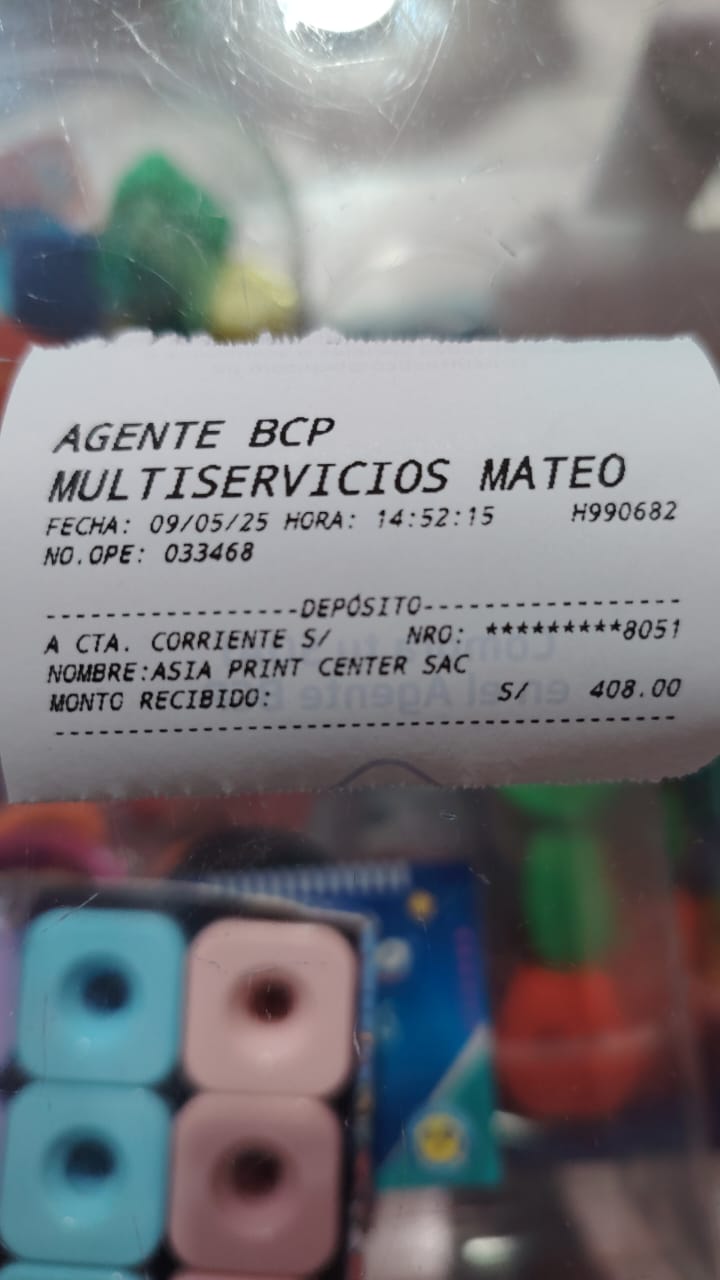 AGENTE BCP
MULTISERVICIOS MATEO
FECHA: 09/05/25 HORA: 14:52:15 H990682
NO.OPE: 033468
-----------------DEPÓSITO-----------------
A CTA. CORRIENTE S/ NRO: *********8051
NOMBRE:ASIA PRINT CENTER SAC
MONTO RECIBIDO: S/ 408.00